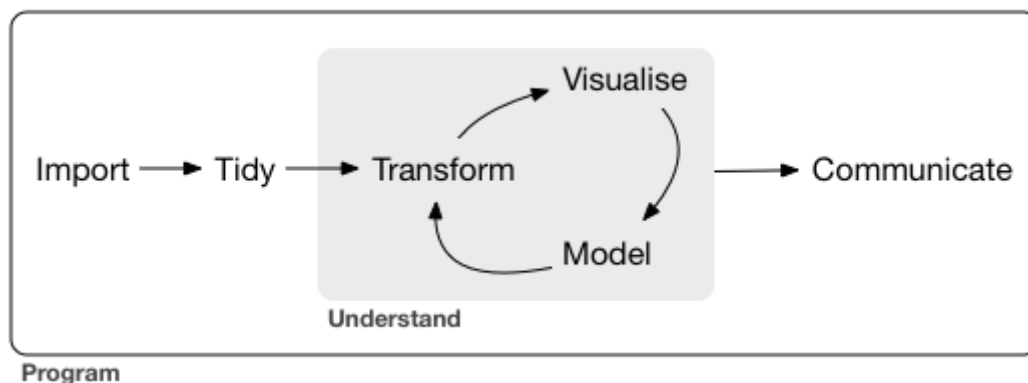 Visualise
Import Tidy Transform Communicate
Model
Understand
Program